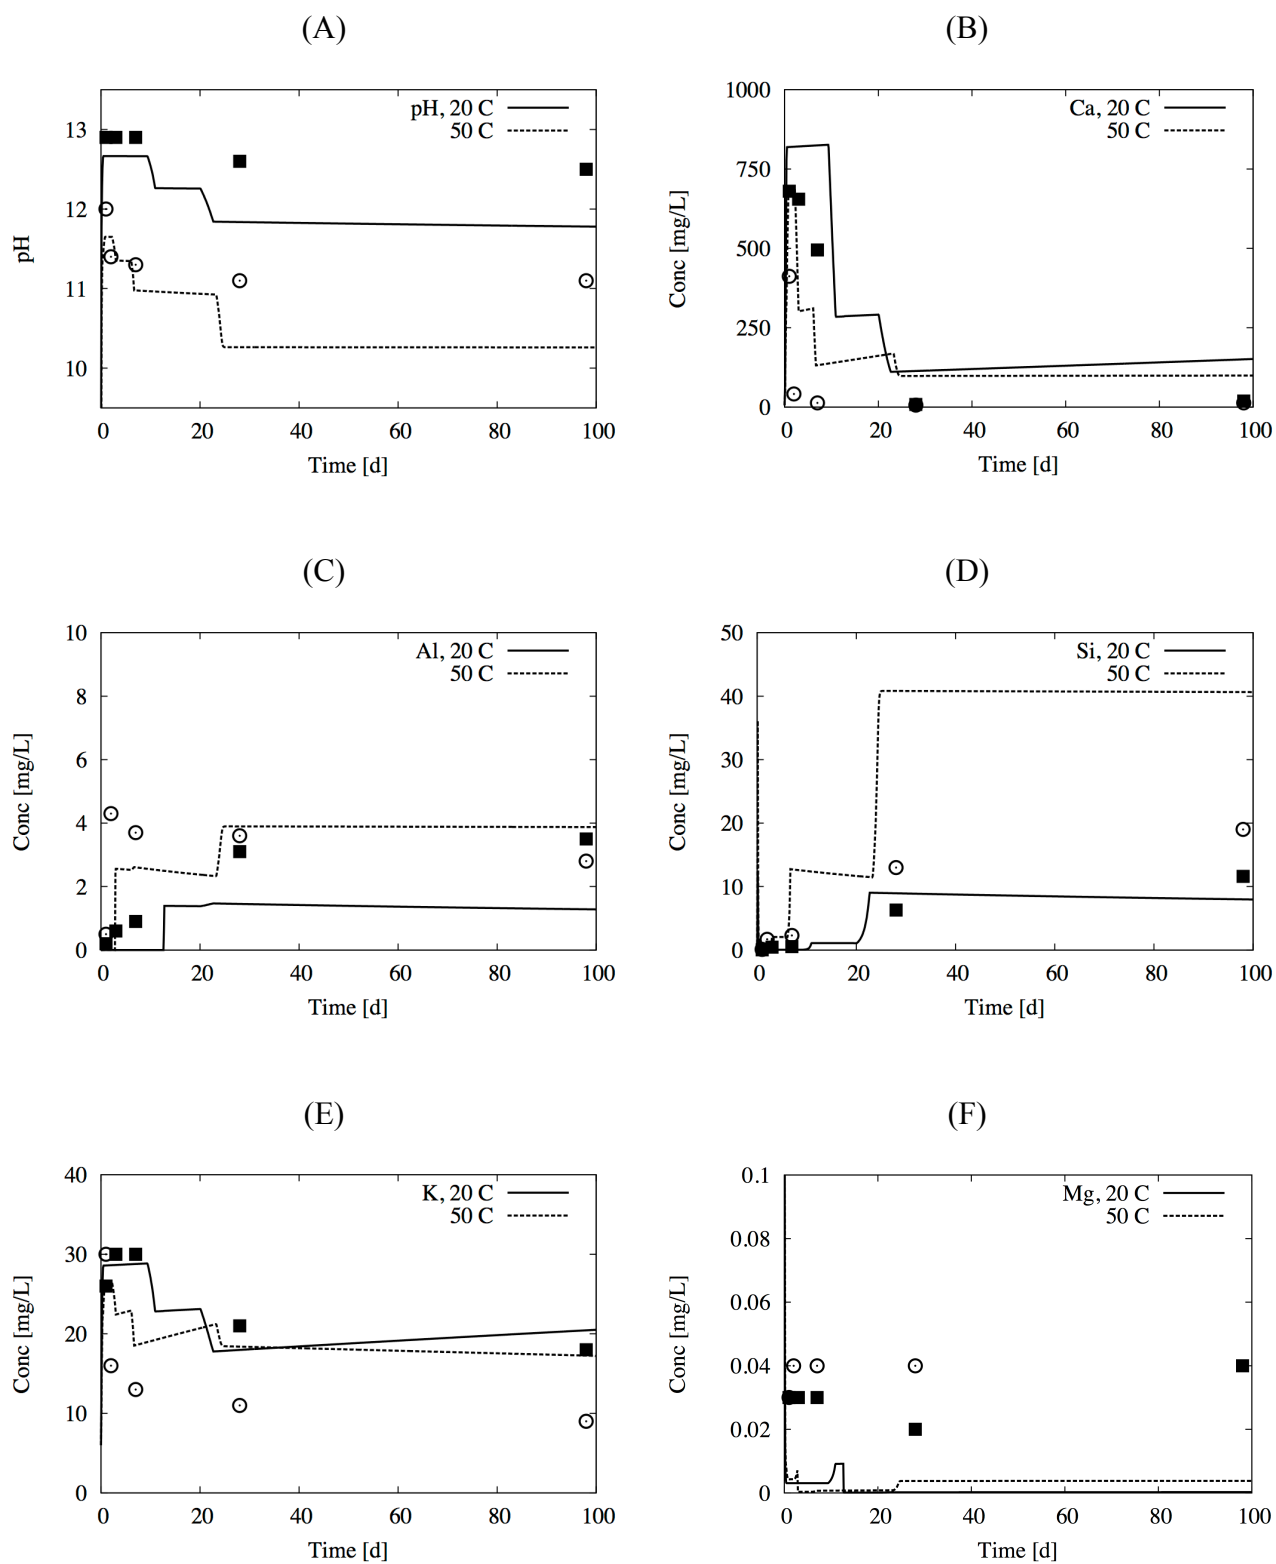 (A)
pH, 20 C
50 C
13
12
11
10
pH
0 20 40 60 80 100
Time [d]
(B)
1000
Ca, 20 C
50 C
750
500
250
0
Conc [mg/L]
0 20 40 60 80 100
Time [d]
(C)
10
Al, 20 C
50 C
8
6
4
2
0
Conc [mg/L]
0 20 40 60 80 100
Time [d]
(D)
50
Si, 20 C
50 C
40
30
20
10
0
Conc [mg/L]
0 20 40 60 80 100
Time [d]
(E)
40
K, 20 C
50 C
30
20
10
0
Conc [mg/L]
0 20 40 60 80 100
Time [d]
(F)
0.1
Mg, 20 C
50 C
0.08
0.06
0.04
0.02
0
Conc [mg/L]
0 20 40 60 80 100
Time [d]